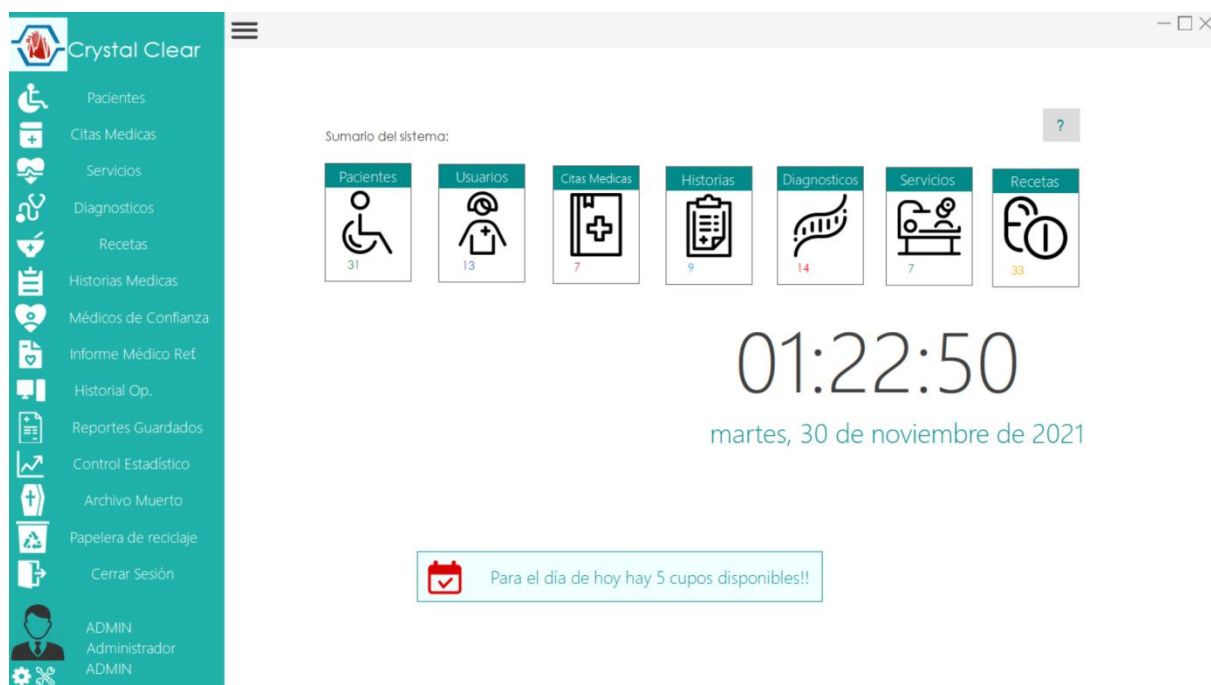 Crystal Clear
Pacientes
Citas Medicas
Servicios
Diagnosticos
Recetas
Historias Medicas
Médicos de Confianza
Informe Médico Ref.
Historial Op.
Reportes Guardados
Control Estadístico
Archivo Muerto
Papelera de reciclaje
Cerrar Sesión
ADMIN
Administrador
ADMIN
?
Sumario del sistema:
Pacientes
31
Usuarios
13
Citas Medicas
7
Historias
9
Diagnosticos
14
Servicios
7
Recetas
33
01:22:50
martes, 30 de noviembre de 2021
Para el día de hoy hay 5 cupos disponibles!!